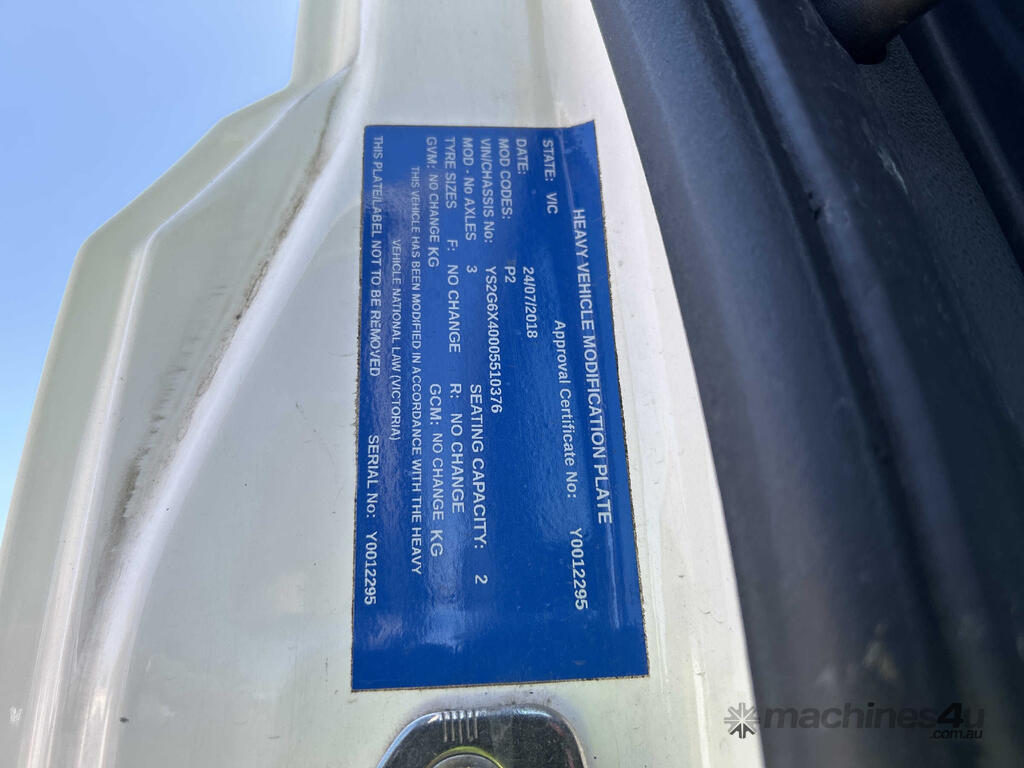 HEAVY VEHICLE MODIFICATION PLATE
STATE: VIC Approval Certificate No: Y0012295
DATE: 24/07/2018
MOD CODES: P2
VIN/CHASSIS No: YS2G6X40005510376
MOD - No AXLES 3 SEATING CAPACITY: 2
TYRE SIZES F: NO CHANGE R: NO CHANGE
GVM: NO CHANGE KG GCM: NO CHANGE KG
THIS VEHICLE HAS BEEN MODIFIED IN ACCORDANCE WITH THE HEAVY
VEHICLE NATIONAL LAW (VICTORIA)
THIS PLATE/LABEL NOT TO BE REMOVED SERIAL No: Y0012295
machines4u
.com.au